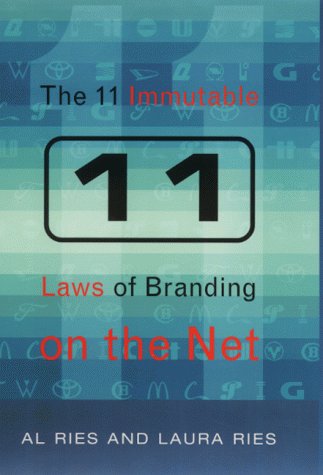 The 11 Immutable
11
Laws of Branding
on the Net
AL RIES AND LAURA RIES